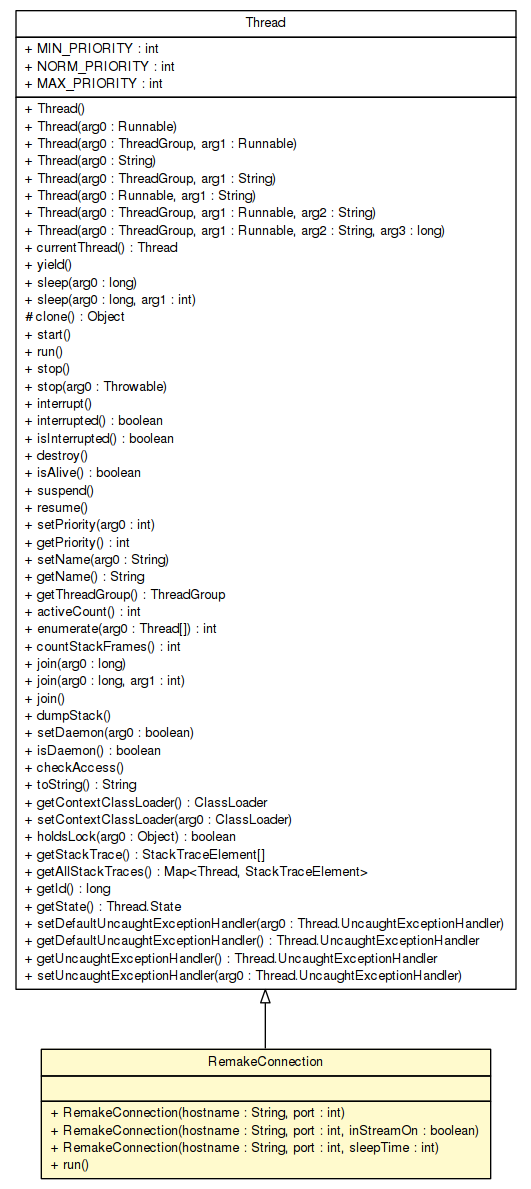 Thread
+ MIN_PRIORITY : int
+ NORM_PRIORITY : int
+ MAX_PRIORITY : int
+ Thread()
+ Thread(arg0 : Runnable)
+ Thread(arg0 : ThreadGroup, arg1 : Runnable)
+ Thread(arg0 : String)
+ Thread(arg0 : ThreadGroup, arg1 : String)
+ Thread(arg0 : Runnable, arg1 : String)
+ Thread(arg0 : ThreadGroup, arg1 : Runnable, arg2 : String)
+ Thread(arg0 : ThreadGroup, arg1 : Runnable, arg2 : String, arg3 : long)
+ currentThread() : Thread
+ yield()
+ sleep(arg0 : long)
+ sleep(arg0 : long, arg1 : int)
# clone() : Object
+ start()
+ run()
+ stop()
+ stop(arg0 : Throwable)
+ interrupt()
+ interrupted() : boolean
+ isInterrupted() : boolean
+ destroy()
+ isAlive() : boolean
+ suspend()
+ resume()
+ setPriority(arg0 : int)
+ getPriority() : int
+ setName(arg0 : String)
+ getName() : String
+ getThreadGroup() : ThreadGroup
+ activeCount() : int
+ enumerate(arg0 : Thread[]) : int
+ countStackFrames() : int
+ join(arg0 : long)
+ join(arg0 : long, arg1 : int)
+ join()
+ dumpStack()
+ setDaemon(arg0 : boolean)
+ isDaemon() : boolean
+ checkAccess()
+ toString() : String
+ getContextClassLoader() : ClassLoader
+ setContextClassLoader(arg0 : ClassLoader)
+ holdsLock(arg0 : Object) : boolean
+ getStackTrace() : StackTraceElement[]
+ getAllStackTraces() : Map<Thread, StackTraceElement>
+ getId() : long
+ getState() : Thread.State
+ setDefaultUncaughtExceptionHandler(arg0 : Thread.UncaughtExceptionHandler)
+ getDefaultUncaughtExceptionHandler() : Thread.UncaughtExceptionHandler
+ getUncaughtExceptionHandler() : Thread.UncaughtExceptionHandler
+ setUncaughtExceptionHandler(arg0 : Thread.UncaughtExceptionHandler)
RemakeConnection
+ RemakeConnection(hostname : String, port : int)
+ RemakeConnection(hostname : String, port : int, inStreamOn : boolean)
+ RemakeConnection(hostname : String, port : int, sleepTime : int)
+ run()